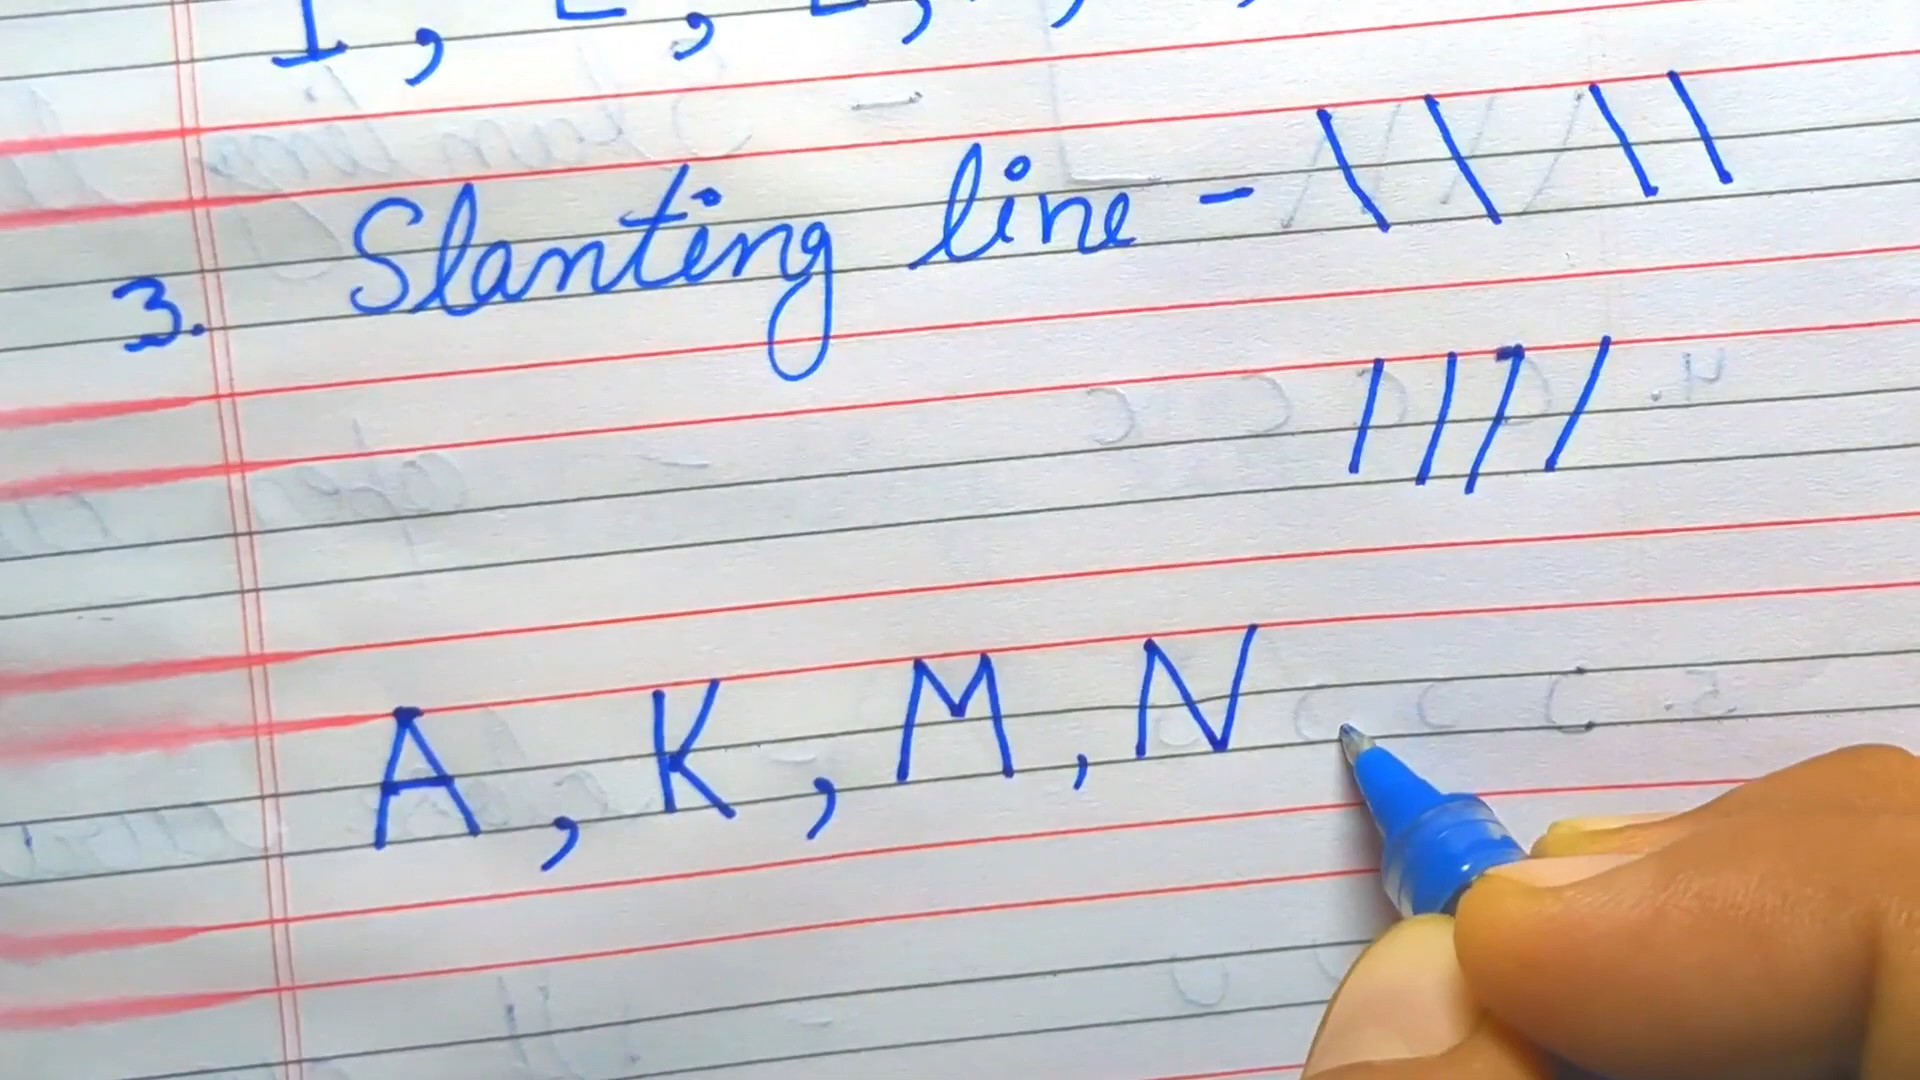 3. Slanting line - \ \ \ \
/ / / /
A, K, M, N